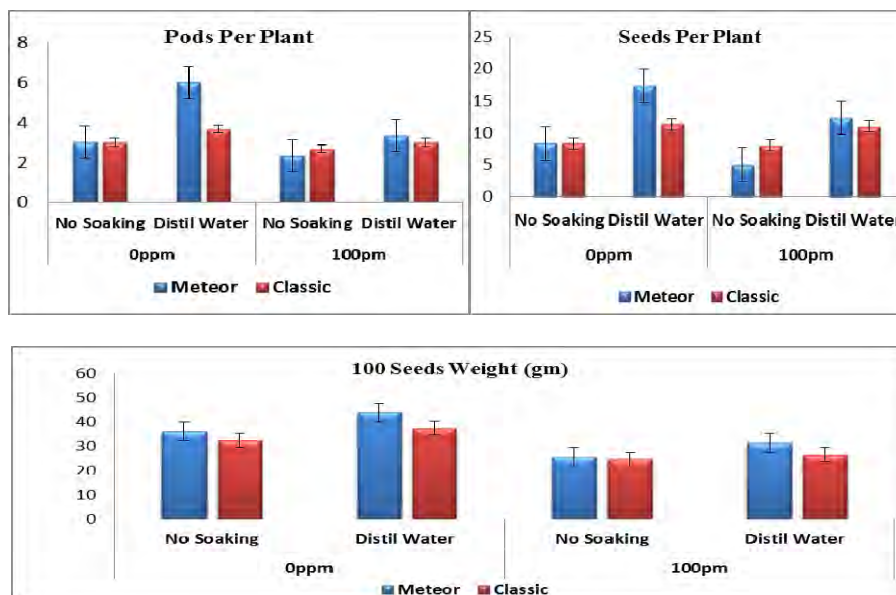 Pods Per Plant
8
6
4
2
0
No Soaking Distil Water No Soaking Distil Water
0ppm 100pm
Meteor Classic
Seeds Per Plant
25
20
15
10
5
0
No Soaking Distil Water No Soaking Distil Water
0ppm 100pm
Meteor Classic
100 Seeds Weight (gm)
60
50
40
30
20
10
0
No Soaking Distil Water No Soaking Distil Water
0ppm 100pm
Meteor Classic